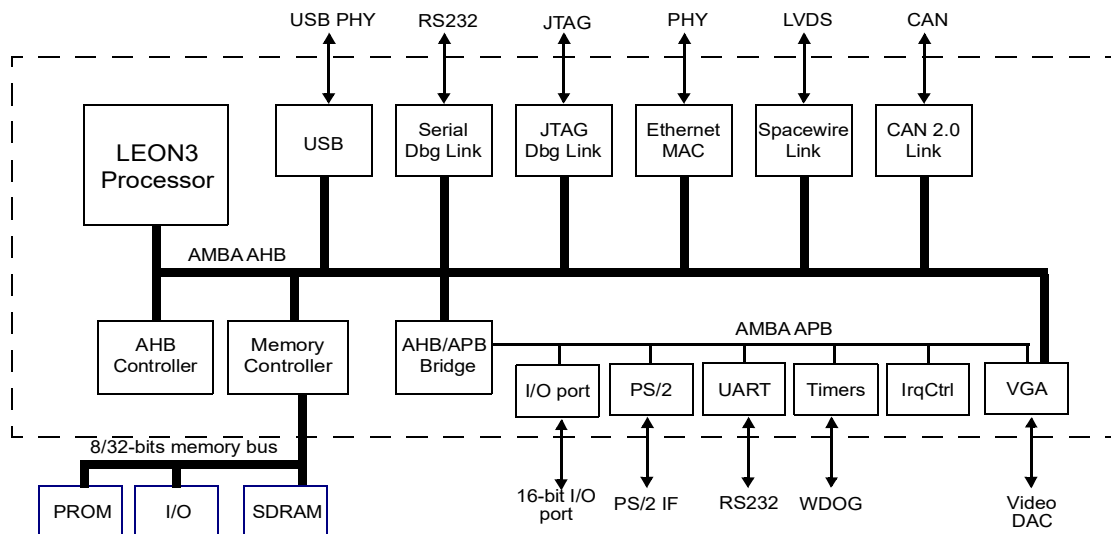 USB PHY
RS232
JTAG
PHY
LVDS
CAN
LEON3
Processor
USB
Serial
Dbg Link
JTAG
Dbg Link
Ethernet
MAC
Spacewire
Link
CAN 2.0
Link
AMBA AHB
AHB
Controller
Memory
Controller
AHB/APB
Bridge
AMBA APB
I/O port
PS/2
UART
Timers
IrqCtrl
VGA
8/32-bits memory bus
PROM
I/O
SDRAM
16-bit I/O
port
PS/2 IF
RS232
WDOG
Video
DAC